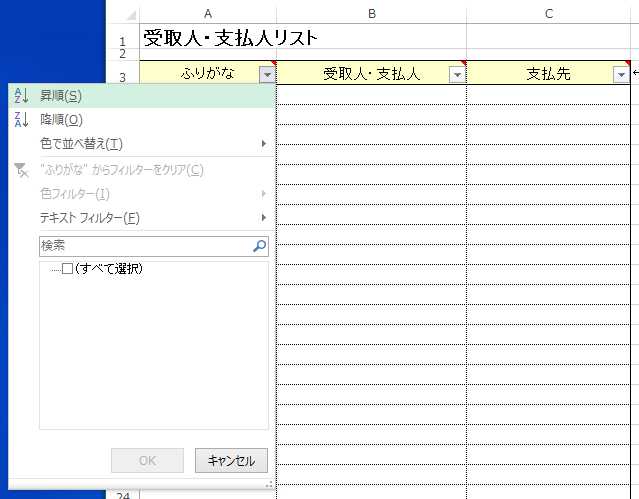 A B C
1 受取人・支払人リスト
2
3 ふりがな 受取人・支払人 支払先
昇順(S)
降順(O)
色で並べ替え(T)
"ふりがな" からフィルターをクリア(C)
色フィルター(I)
テキスト フィルター(F)
検索
(すべて選択)
OK キャンセル
24